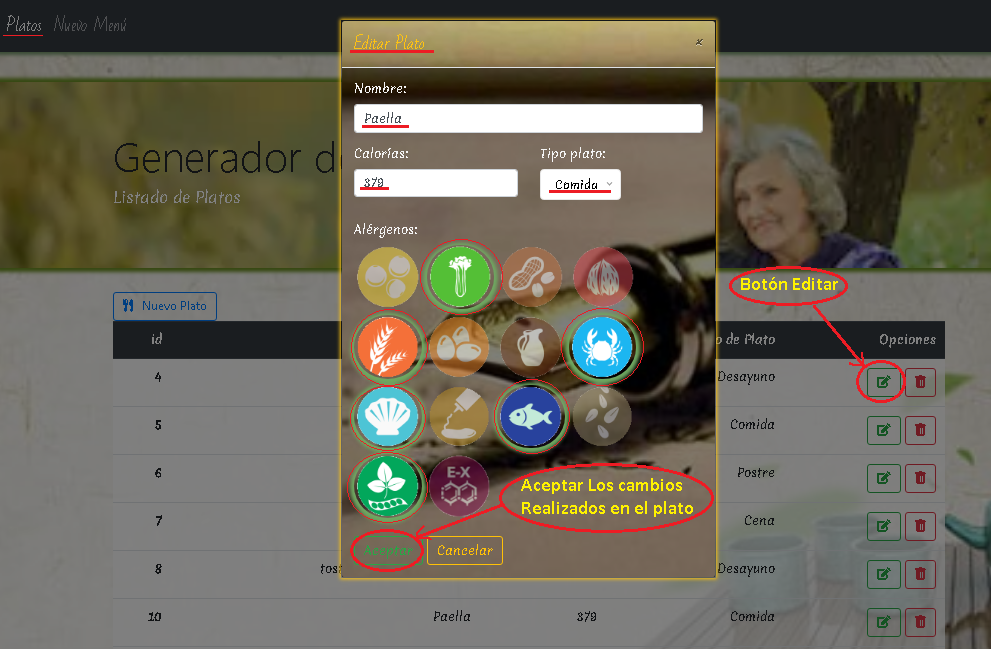 Platos Nuevo Menú
Editar Plato ×
Nombre:
Paella
Generador d
Calorías: Tipo plato:
379 Comida
Listado de Platos
Alérgenos:
Botón Editar
Nuevo Plato
id o de Plato Opciones
4 Desayuno
5 Comida
6 Postre
E-X
Aceptar Los cambios
Realizados en el plato
7 Cena
Aceptar Cancelar
8 tos Desayuno
10 Paella 379 Comida